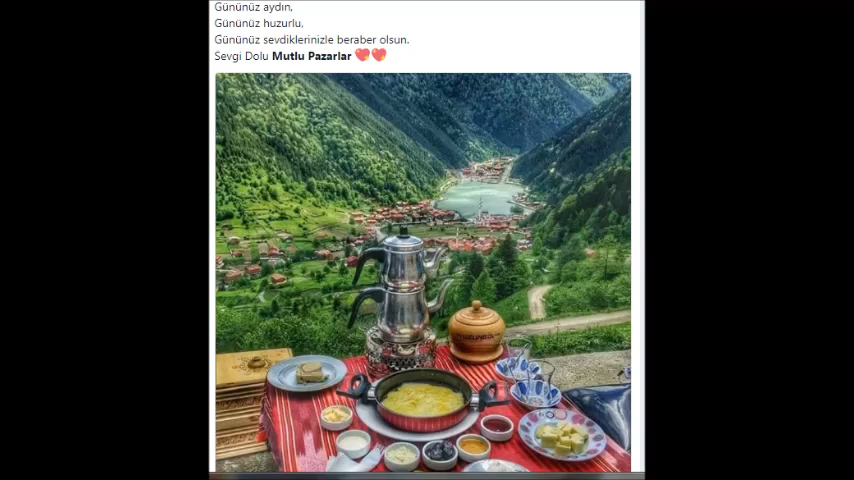 Gününüz aydın,
Gününüz huzurlu,
Gününüz sevdiklerinizle beraber olsun.
Sevgi Dolu Mutlu Pazarlar 💖💖